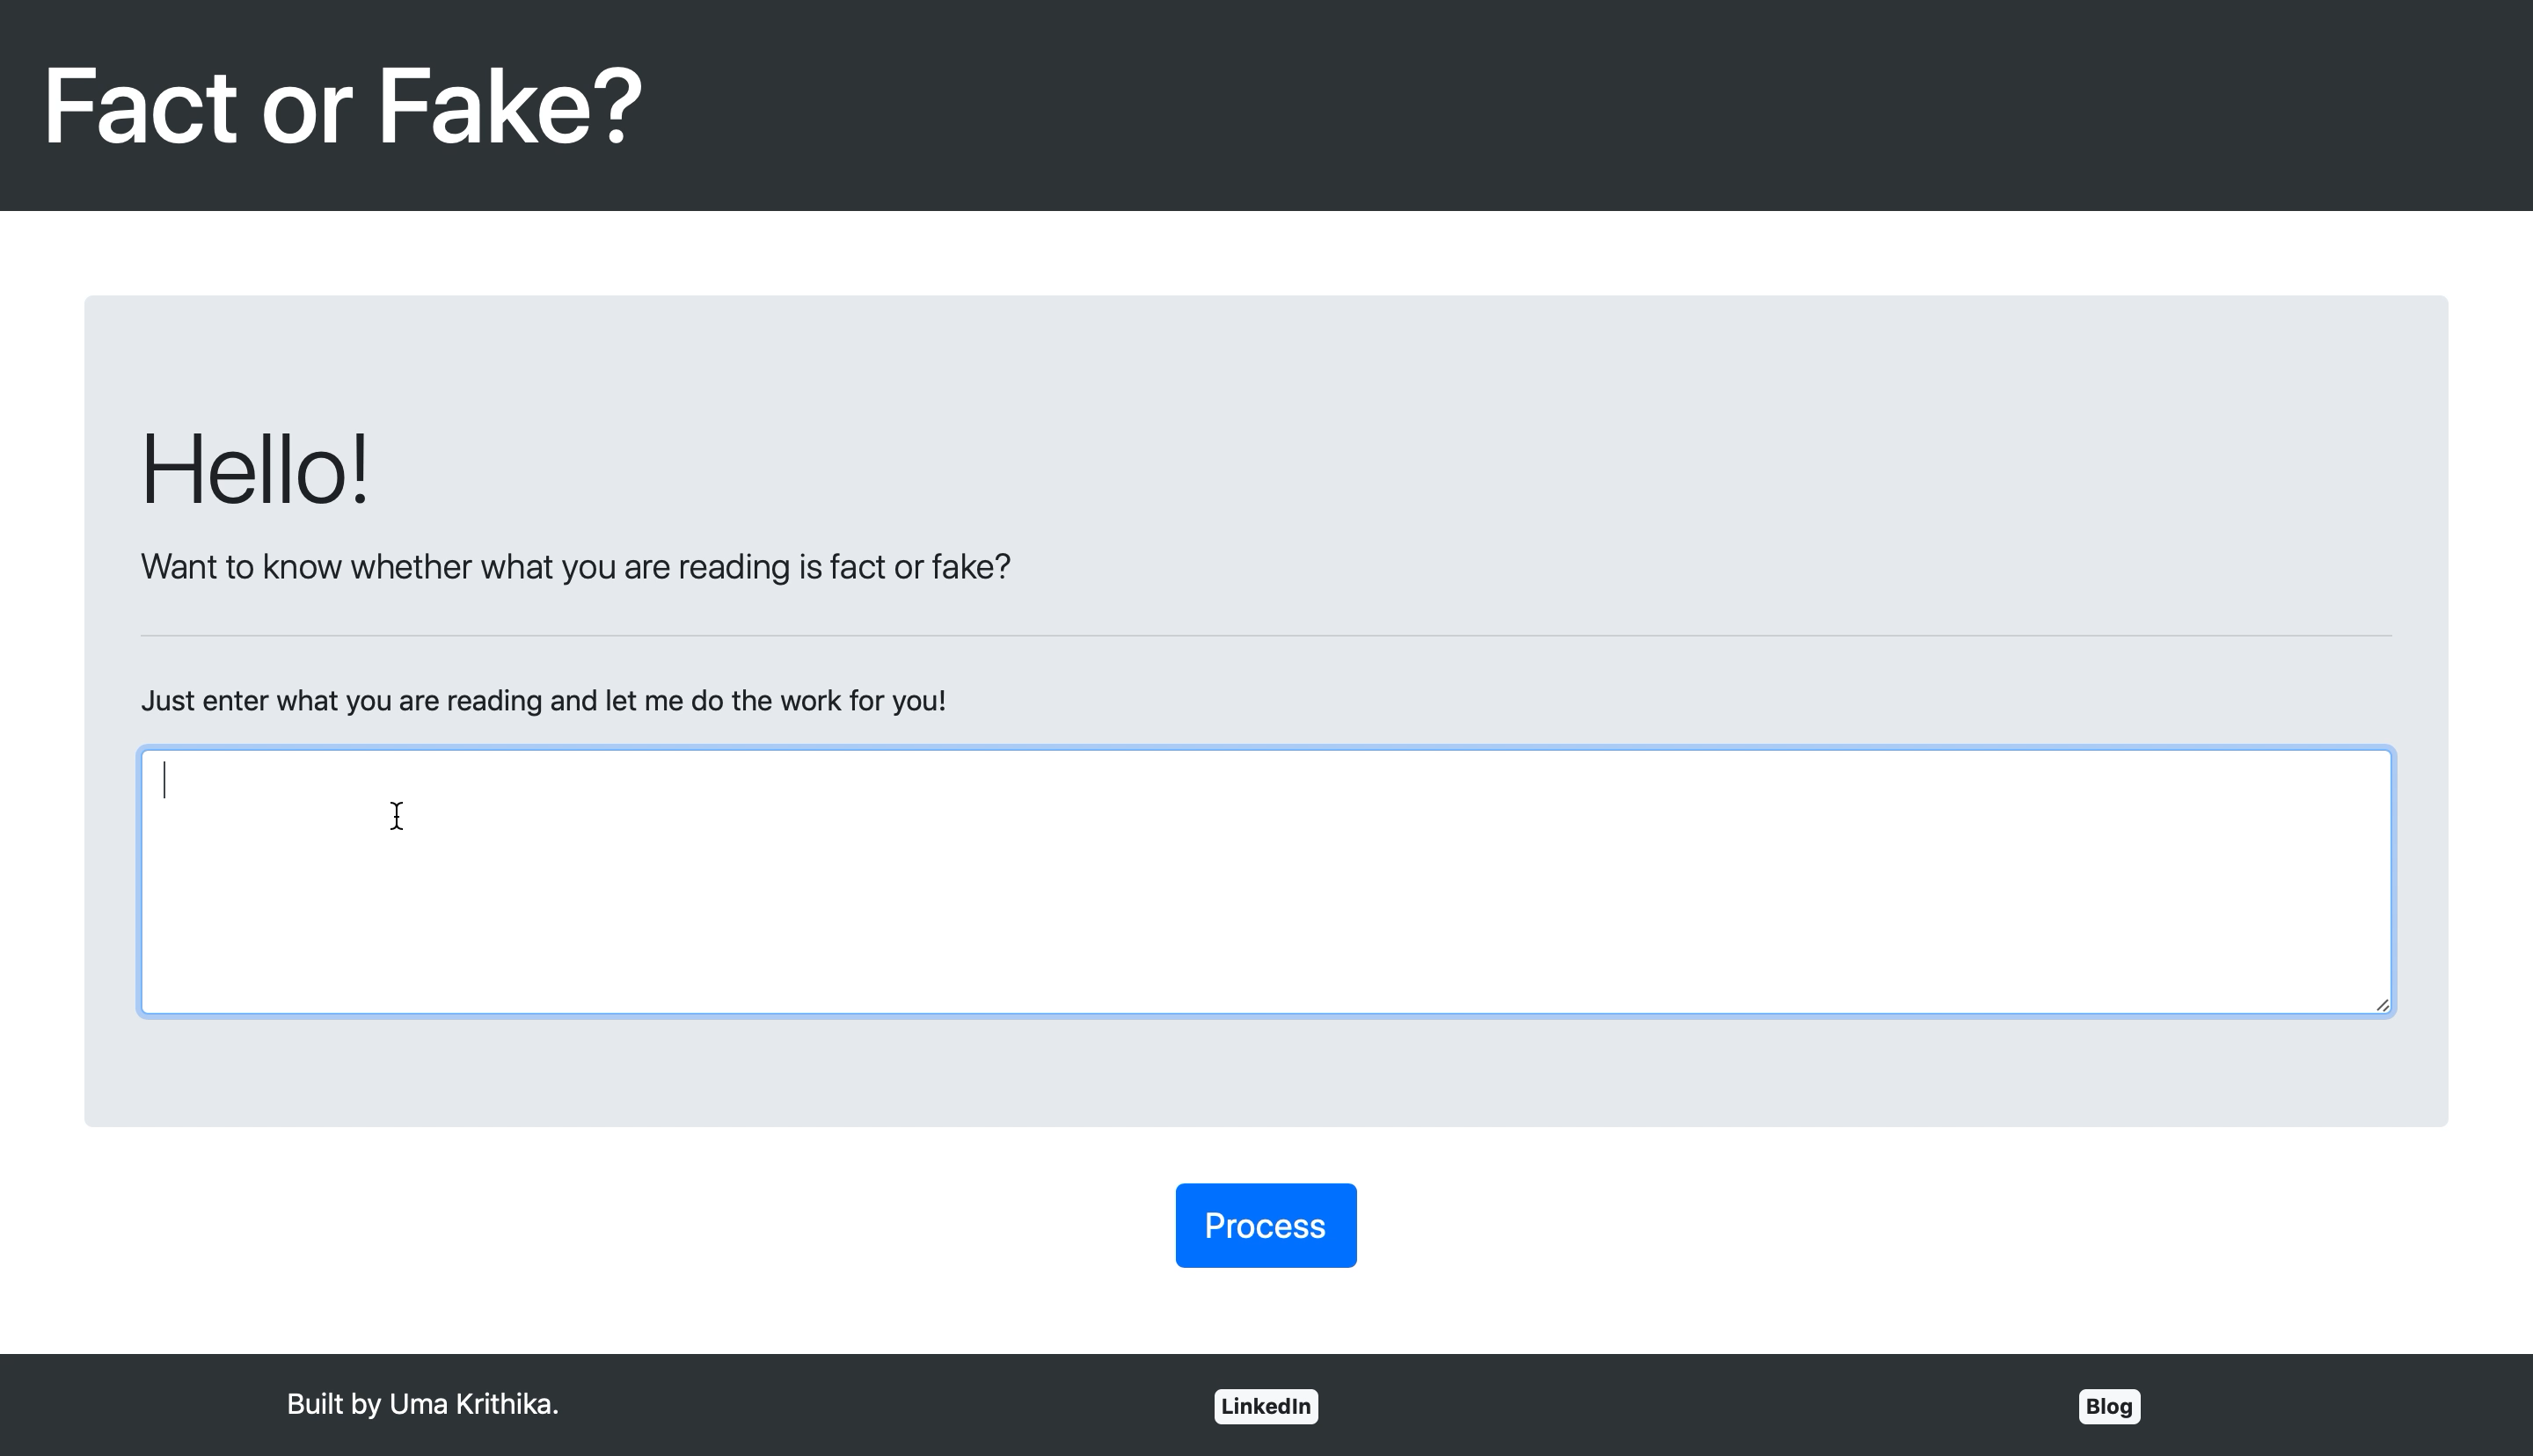 Fact or Fake?
Hello!
Want to know whether what you are reading is fact or fake?
Just enter what you are reading and let me do the work for you!
Process
Built by Uma Krithika.
LinkedIn
Blog